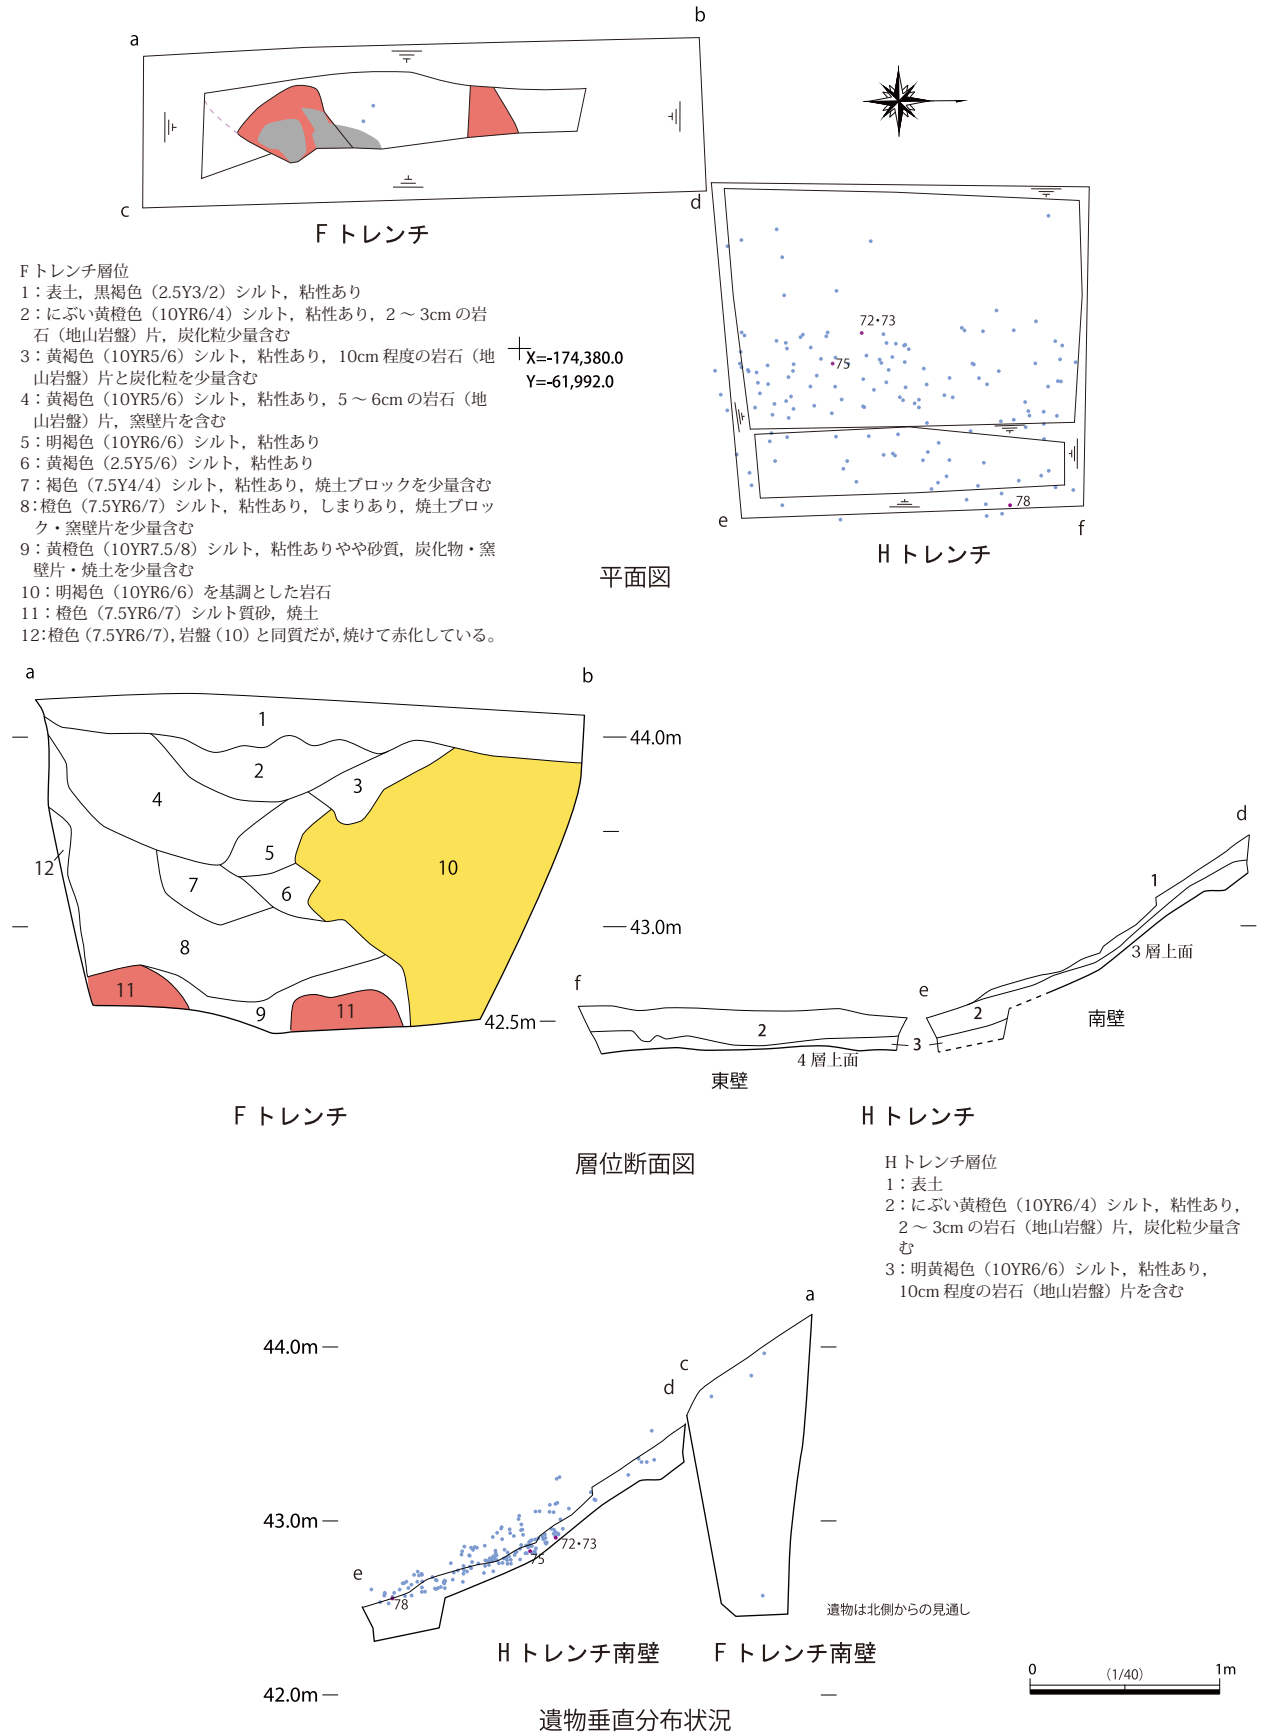 a
b
c
d
F トレンチ
Fトレンチ層位
1：表土，黒褐色（2.5Y3/2）シルト，粘性あり
2：にぶい黄橙色（10YR6/4）シルト，粘性あり，2～3cmの岩
石（地山岩盤）片，炭化粒少量含む
3：黄褐色（10YR5/6）シルト，粘性あり，10cm程度の岩石（地
山岩盤）片と炭化粒を少量含む
4：黄褐色（10YR5/6）シルト，粘性あり，5～6cmの岩石（地
山岩盤）片，窯壁片を含む
5：明褐色（10YR6/6）シルト，粘性あり
6：黄褐色（2.5Y5/6）シルト，粘性あり
7：褐色（7.5Y4/4）シルト，粘性あり，焼土ブロックを少量含む
8：橙色（7.5YR6/7）シルト，粘性あり，しまりあり，焼土ブロッ
ク・窯壁片を少量含む
9：黄橙色（10YR7.5/8）シルト，粘性ありやや砂質，炭化物・窯
壁片・焼土を少量含む
10：明褐色（10YR6/6）を基調とした岩石
11：橙色（7.5YR6/7）シルト質砂，焼土
12：橙色（7.5YR6/7），岩盤（10）と同質だが，焼けて赤化している。
X=-174,380.0
Y=-61,992.0
72・73
75
78
e
f
H トレンチ
平面図
a
b
1
2
3
4
5
6
7
8
9
10
11
11
12
44.0m
43.0m
42.5m
F トレンチ
f
2
4層上面
東壁
e
3
2
1
d
3層上面
南壁
H トレンチ
層位断面図
Hトレンチ層位
1：表土
2：にぶい黄橙色（10YR6/4）シルト，粘性あり，
2～3cmの岩石（地山岩盤）片，炭化粒少量含
む
3：明黄褐色（10YR6/6）シルト，粘性あり，
10cm程度の岩石（地山岩盤）片を含む
44.0m
43.0m
42.0m
a
c
d
e
72・73
75
78
遺物は北側からの見通し
H トレンチ南壁
F トレンチ南壁
遺物垂直分布状況
0
（1/40）
1m